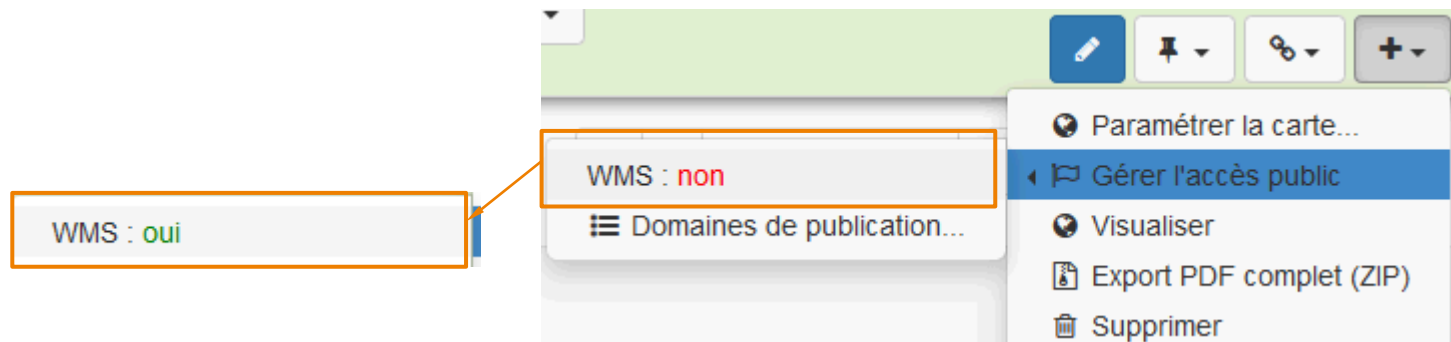 Paramétrer la carte...
WMS : non
Gérer l'accès public
WMS : oui
Domaines de publication...
Visualiser
Export PDF complet (ZIP)
Supprimer